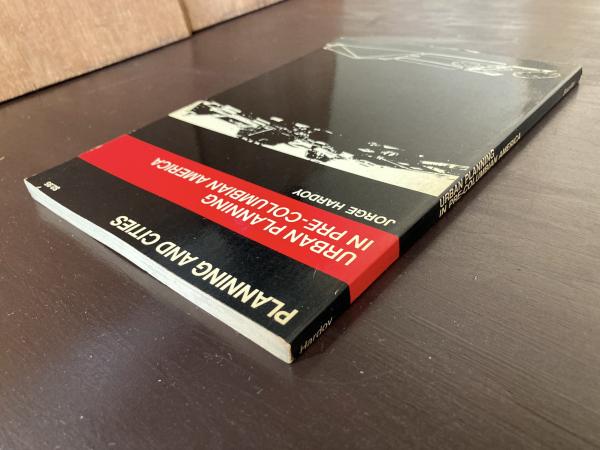 PLANNING AND CITIES
URBAN PLANNING
IN PRE-COLUMBIAN AMERICA
JORGE HARDOY
Hardoy
URBAN PLANNING
IN PRE-COLUMBIAN AMERICA